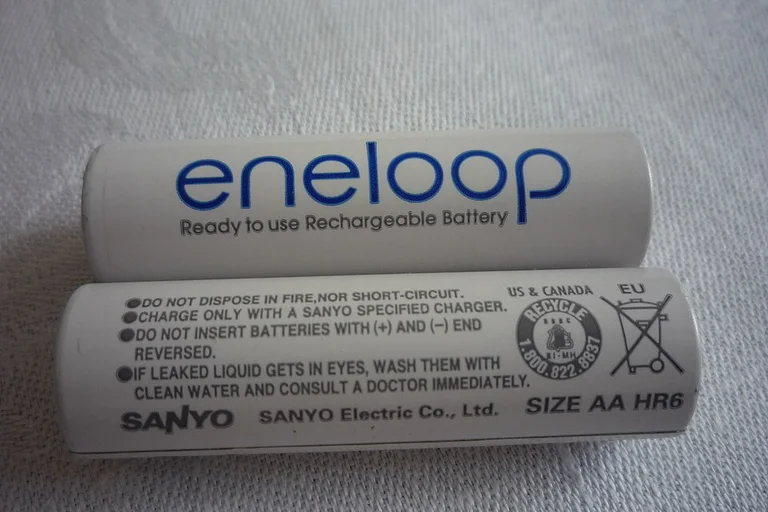 eneloop
Ready to use Rechargeable Battery
●DO NOT DISPOSE IN FIRE,NOR SHORT-CIRCUIT.
●CHARGE ONLY WITH A SANYO SPECIFIED CHARGER.
●DO NOT INSERT BATTERIES WITH (+) AND (−) END
REVERSED.
●IF LEAKED LIQUID GETS IN EYES, WASH THEM WITH
CLEAN WATER AND CONSULT A DOCTOR IMMEDIATELY.
US & CANADA
RECYCLE
RBRC
NI-MH
1.800.822.8837
EU
SANYO SANYO Electric Co., Ltd. SIZE AA HR6